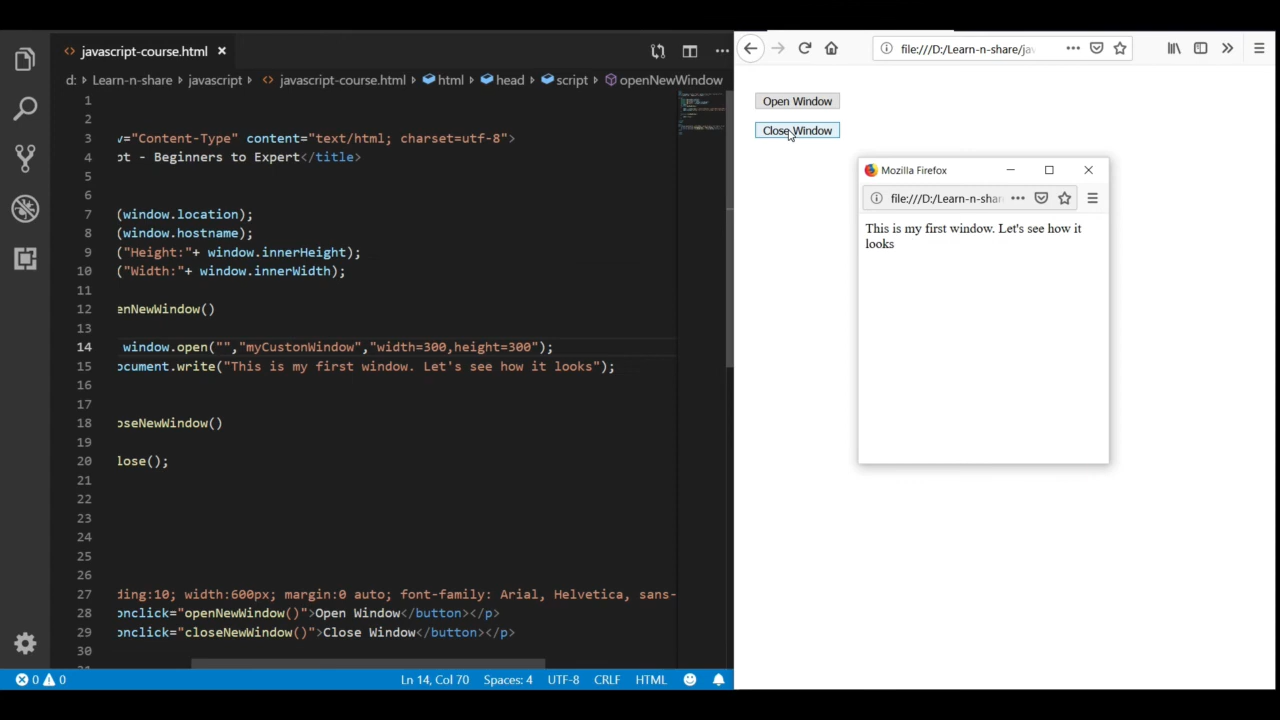 javascript-course.html
d: Learn-n-share javascript javascript-course.html html head script openNewWindow
1
2
3 v="Content-Type" content="text/html; charset=utf-8">
4 pt - Beginners to Expert</title>
5
6
7 (window.location);
8 (window.hostname);
9 ("Height:"+ window.innerHeight);
10 ("Width:"+ window.innerWidth);
11
12 enNewWindow()
13
14 window.open("","myCustonWindow","width=300,height=300");
15 ocument.write("This is my first window. Let's see how it looks");
16
17
18 oseNewWindow()
19
20 lose();
21
22
23
24
25
26
27 ding:10; width:600px; margin:0 auto; font-family: Arial, Helvetica, sans-
28 onclick="openNewWindow()">Open Window</button></p>
29 onclick="closeNewWindow()">Close Window</button></p>
30
31
0 0 Ln 14, Col 70 Spaces: 4 UTF-8 CRLF HTML
file:///D:/Learn-n-share/ja
Open Window
Close Window
Mozilla Firefox
file:///D:/Learn-n-shar
This is my first window. Let's see how it
looks